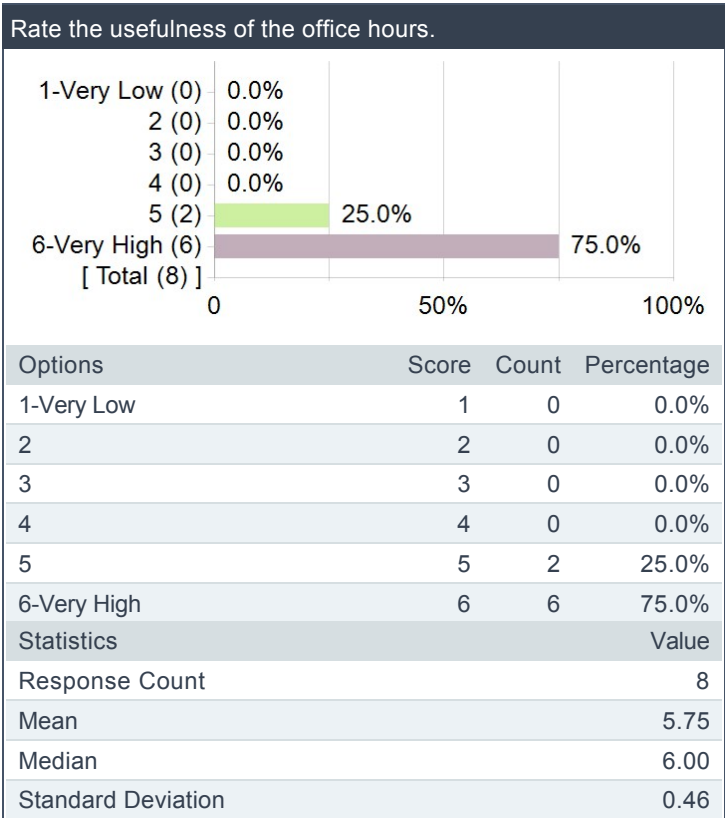 Rate the usefulness of the office hours.
1-Very Low (0) 0.0%
2 (0) 0.0%
3 (0) 0.0%
4 (0) 0.0%
5 (2) 25.0%
6-Very High (6) 75.0%
[ Total (8) ]
0 50% 100%
Options Score Count Percentage
1-Very Low 1 0 0.0%
2 2 0 0.0%
3 3 0 0.0%
4 4 0 0.0%
5 5 2 25.0%
6-Very High 6 6 75.0%
Statistics Value
Response Count 8
Mean 5.75
Median 6.00
Standard Deviation 0.46